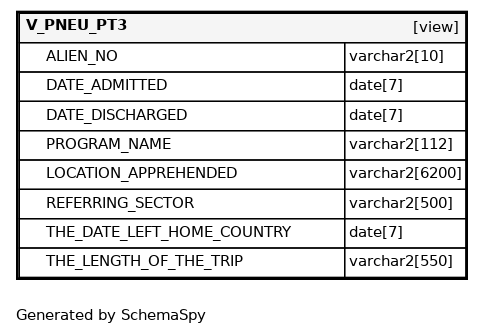 V_PNEU_PT3 [view]
ALIEN_NO varchar2[10]
DATE_ADMITTED date[7]
DATE_DISCHARGED date[7]
PROGRAM_NAME varchar2[112]
LOCATION_APPREHENDED varchar2[6200]
REFERRING_SECTOR varchar2[500]
THE_DATE_LEFT_HOME_COUNTRY date[7]
THE_LENGTH_OF_THE_TRIP varchar2[550]
Generated by SchemaSpy